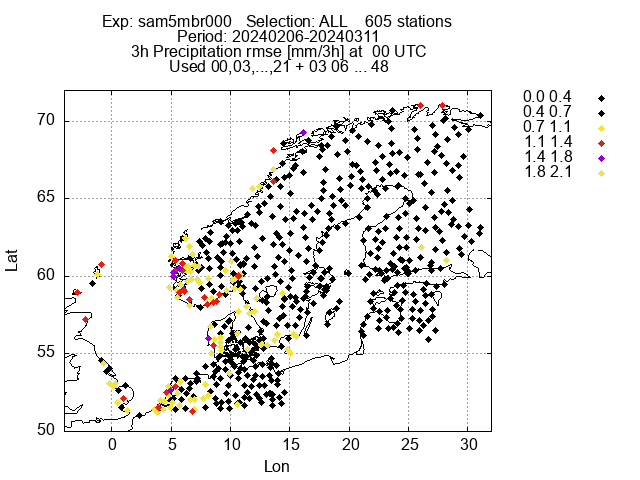 Exp: sam5mbr000   Selection: ALL    605 stations
Period: 20240206-20240311
3h Precipitation rmse [mm/3h] at  00 UTC
Used 00,03,...,21 + 03 06 ... 48
0.0 0.4
0.4 0.7
0.7 1.1
1.1 1.4
1.4 1.8
1.8 2.1
70
65
60
55
50
Lat
0 5 10 15 20 25 30
Lon